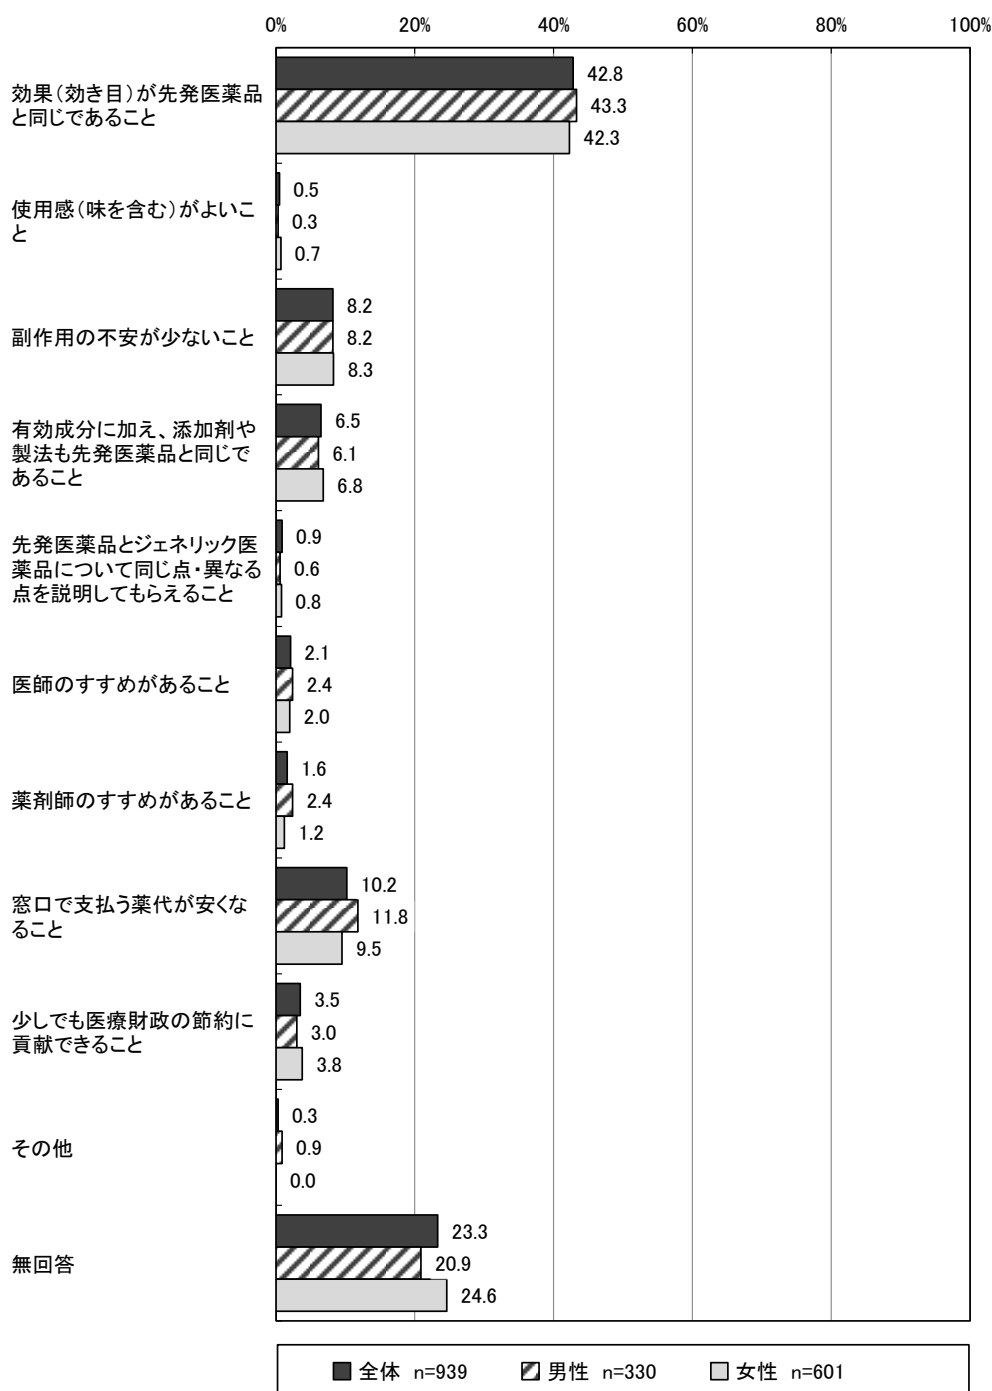 0% 20% 40% 60% 80% 100%
効果（効き目）が先発医薬品
と同じであること
42.8
43.3
42.3
使用感（味を含む）がよいこ
と
0.5
0.3
0.7
副作用の不安が少ないこと
8.2
8.2
8.3
有効成分に加え、添加剤や
製法も先発医薬品と同じで
あること
6.5
6.1
6.8
先発医薬品とジェネリック医
薬品について同じ点・異なる
点を説明してもらえること
0.9
0.6
0.8
医師のすすめがあること
2.1
2.4
2.0
薬剤師のすすめがあること
1.6
2.4
1.2
窓口で支払う薬代が安くな
ること
10.2
11.8
9.5
少しでも医療財政の節約に
貢献できること
3.5
3.0
3.8
その他
0.3
0.9
0.0
無回答
23.3
20.9
24.6
全体 n=939 男性 n=330 女性 n=601